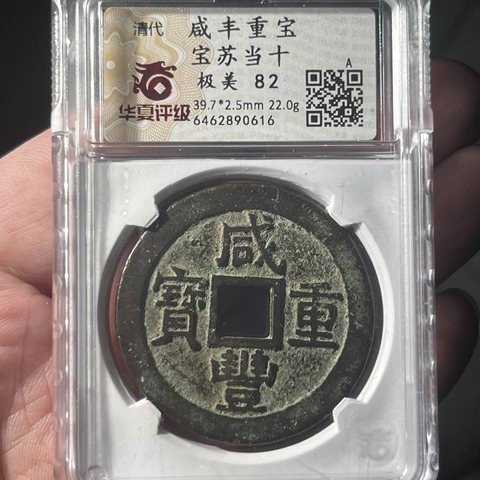 清代
咸丰重宝
宝苏当十
极美 82
39.7*2.5mm 22.0g
6462890616
华夏评级
A
咸
豐
重
寶